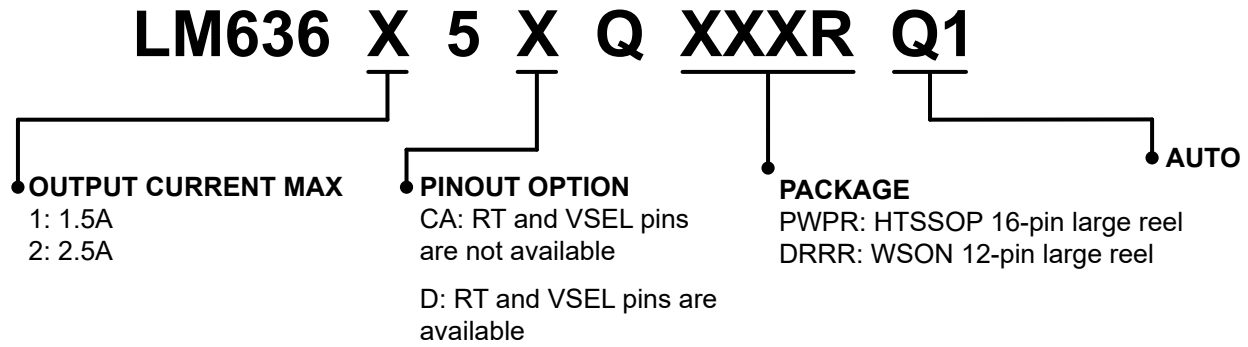 LM636 X 5 X Q XXXR Q1
AUTO
OUTPUT CURRENT MAX
1: 1.5A
2: 2.5A
PINOUT OPTION
CA: RT and VSEL pins
are not available
D: RT and VSEL pins are
available
PACKAGE
PWPR: HTSSOP 16-pin large reel
DRRR: WSON 12-pin large reel